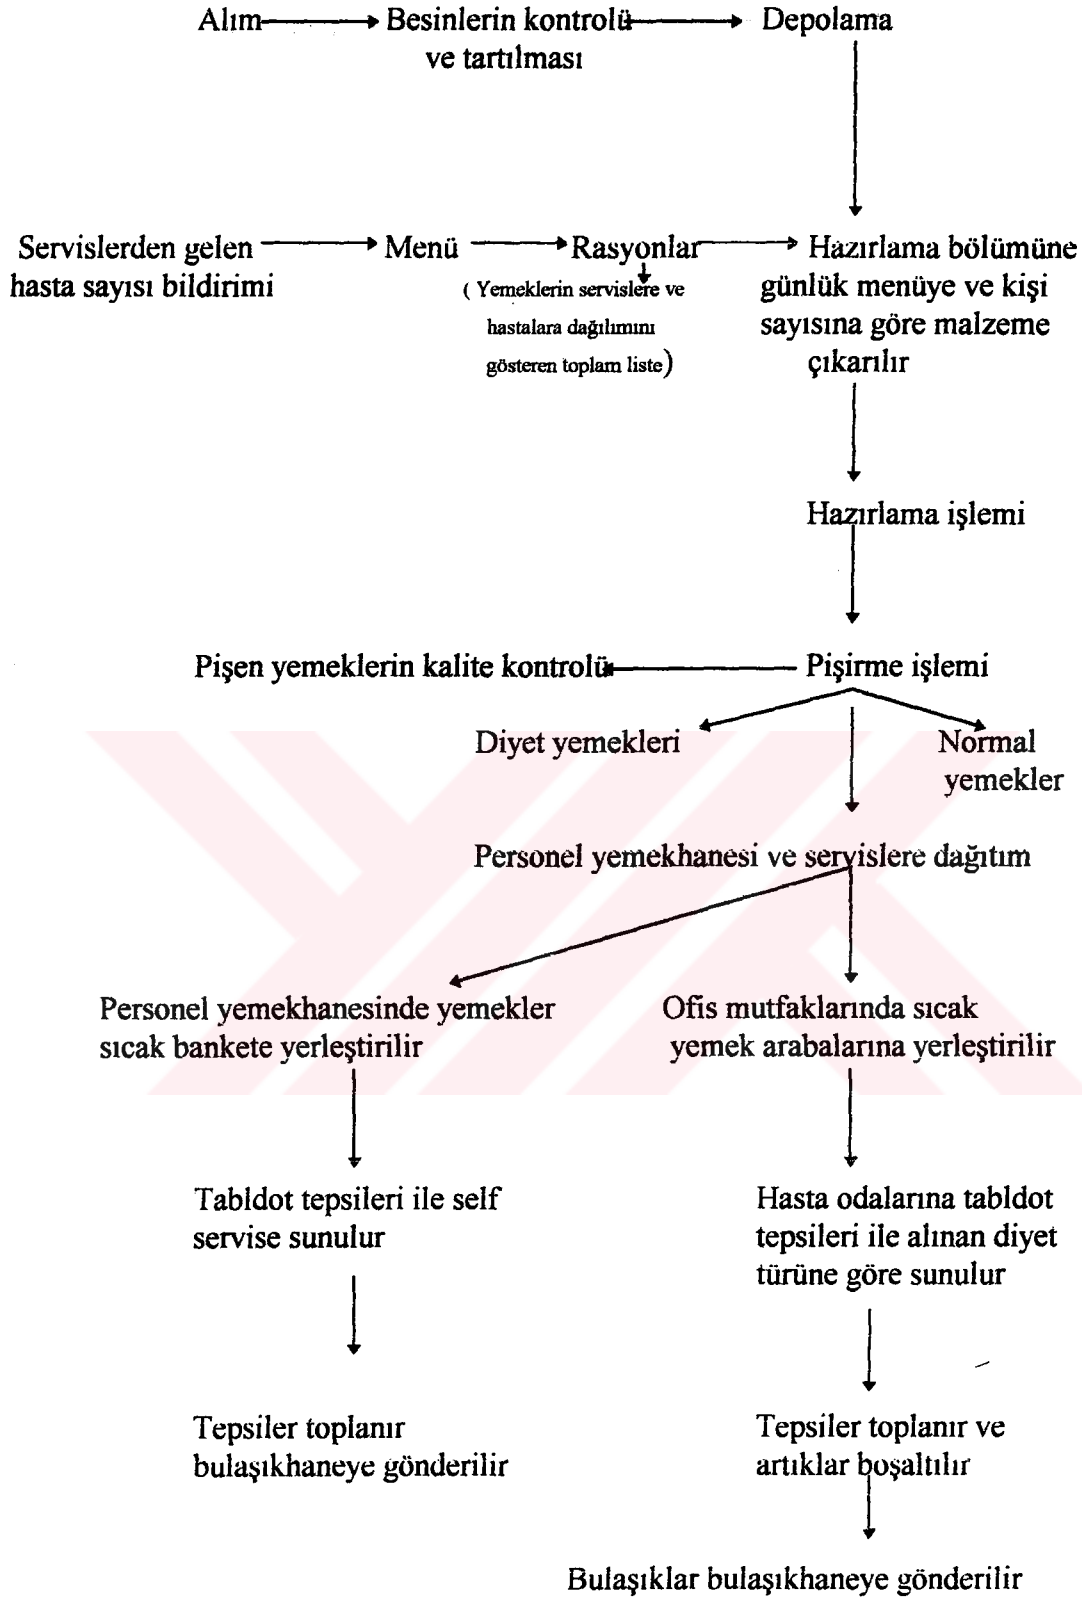 Alım
Besinlerin kontrolü
ve tartılması
Depolama
Servislerden gelen
hasta sayısı bildirimi
Menü
Rasyonlar
( Yemeklerin servislere ve
hastalara dağılımını
gösteren toplam liste)
Hazırlama bölümüne
günlük menüye ve kişi
sayısına göre malzeme
çıkarılır
Hazırlama işlemi
Pişen yemeklerin kalite kontrolü
Pişirme işlemi
Diyet yemekleri
Normal
yemekler
Personel yemekhanesi ve servislere dağıtım
Personel yemekhanesinde yemekler
sıcak bankete yerleştirilir
Ofis mutfaklarında sıcak
yemek arabalarına yerleştirilir
Tabldot tepsileri ile self
servise sunulur
Hasta odalarına tabldot
tepsileri ile alınan diyet
türüne göre sunulur
Tepsiler toplanır
bulaşıkhaneye gönderilir
Tepsiler toplanır ve
artıklar boşaltılır
Bulaşıklar bulaşıkhaneye gönderilir